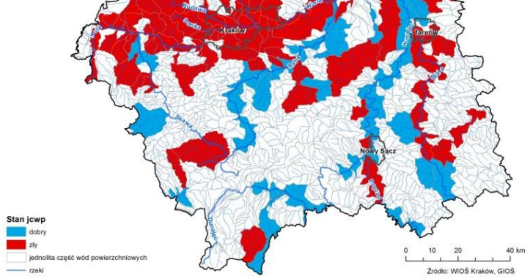 Kraków
Tarnów
Skawa
Nowy Sącz
Stan jcwp
dobry
zły
jednolita część wód powierzchniowych
rzeki
0 10 20 40 km
Źródło: WIOŚ Kraków, GIOŚ